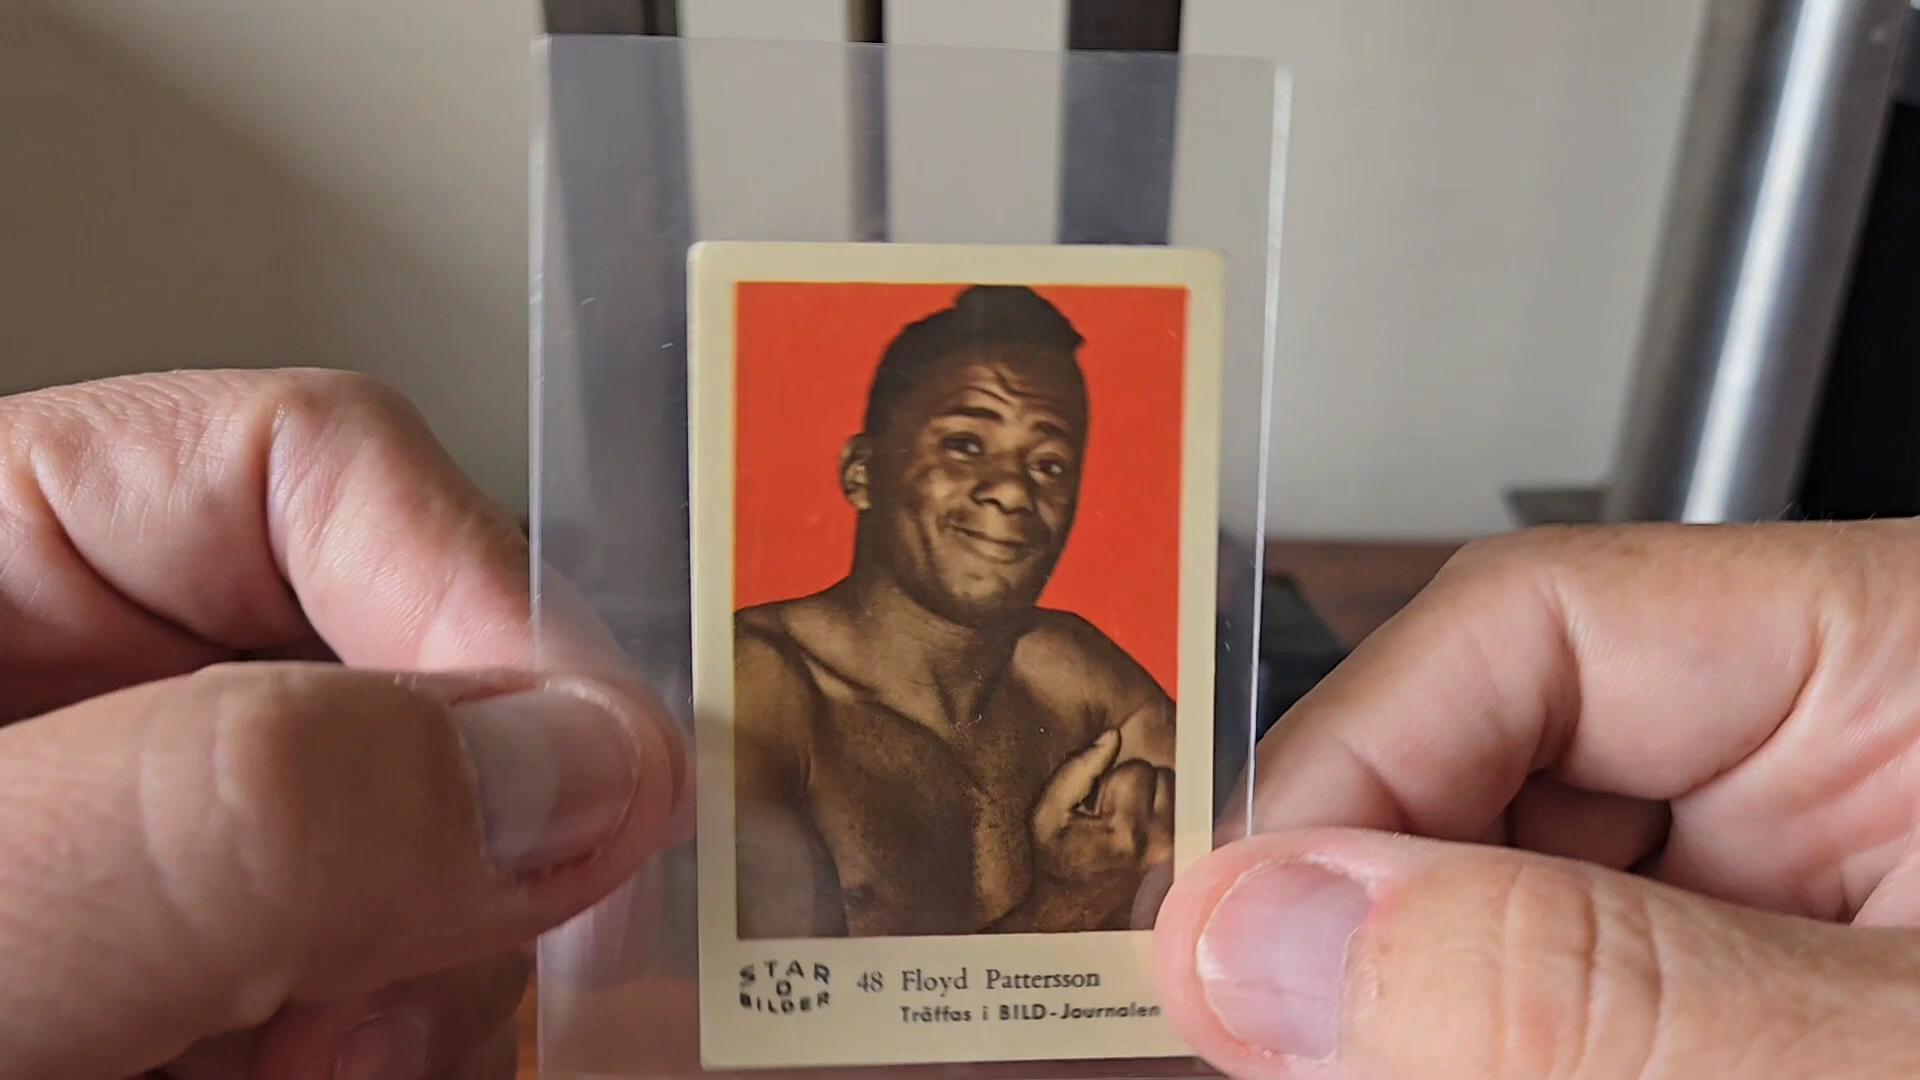 STAR
O
BILDER
48 Floyd Pattersson
Träffas i BILD-Journalen